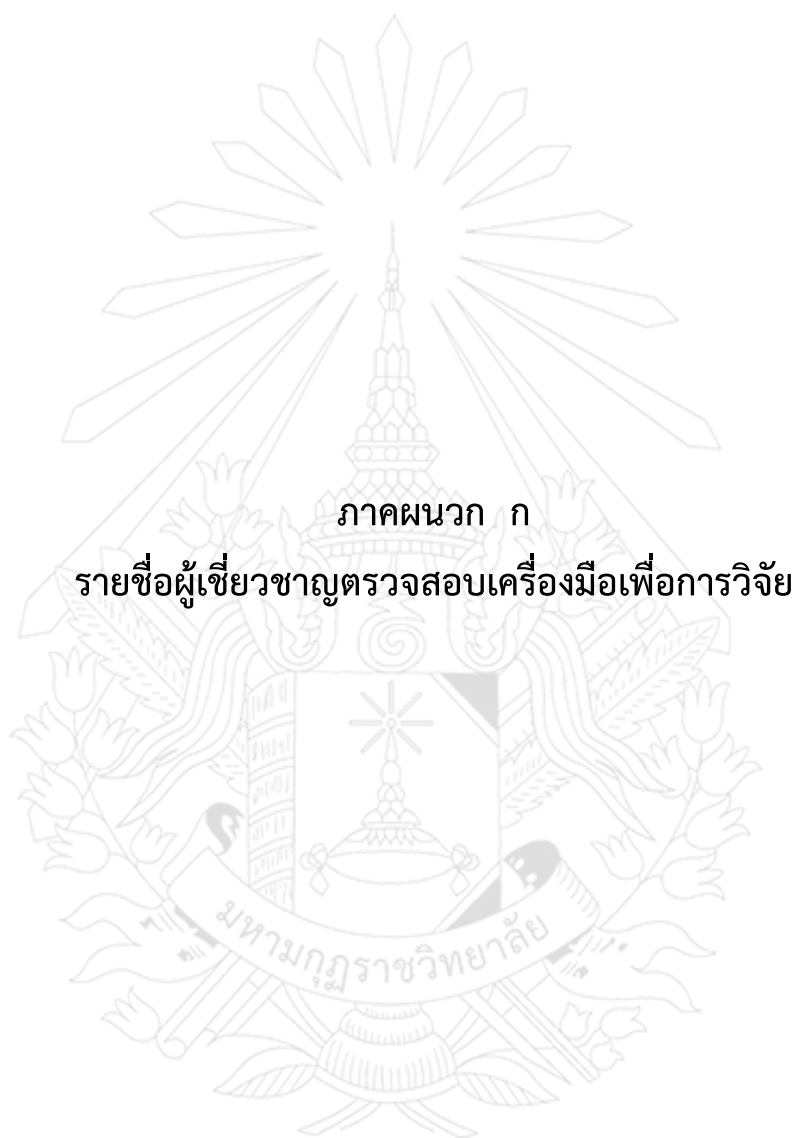 ภาคผนวก ก
รายชื่อผู้เชี่ยวชาญตรวจสอบเครื่องมือเพื่อการวิจัย
มหามกุฏราชวิทยาลัย